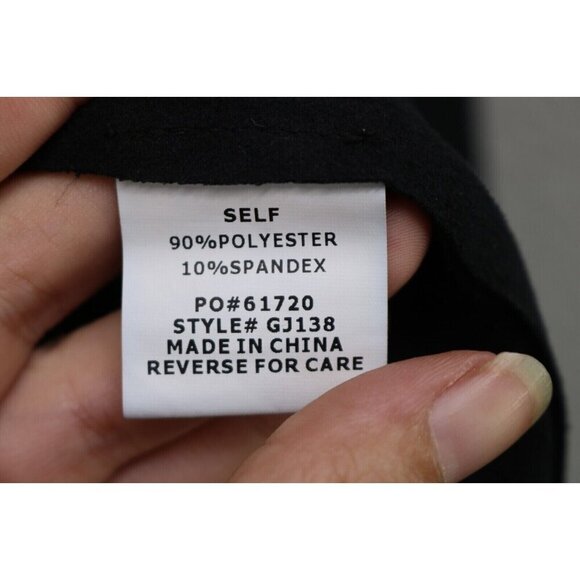 SELF
90%POLYESTER
10%SPANDEX
PO#61720
STYLE# GJ138
MADE IN CHINA
REVERSE FOR CARE